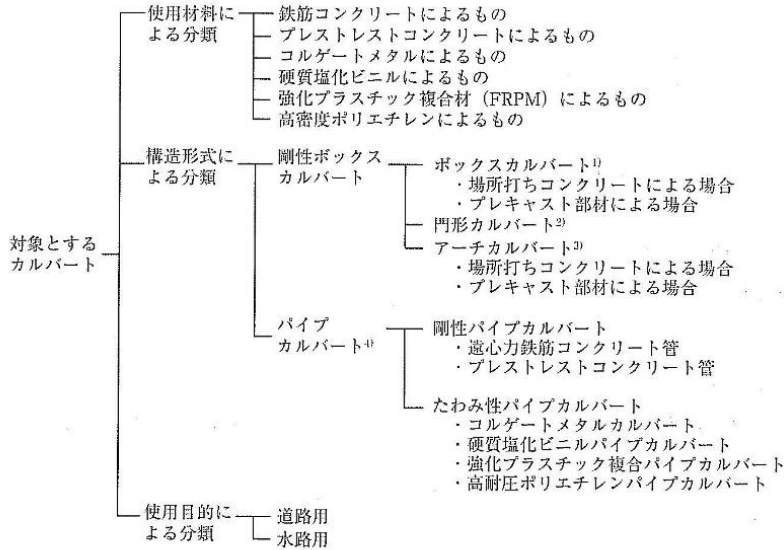 使用材料に
よる分類
鉄筋コンクリートによるもの
プレストレストコンクリートによるもの
コルゲートメタルによるもの
硬質塩化ビニルによるもの
強化プラスチック複合材（FRPM）によるもの
高密度ポリエチレンによるもの
対象とする
カルバート
構造形式に
よる分類
剛性ボックス
カルバート
ボックスカルバート1)
・場所打ちコンクリートによる場合
・プレキャスト部材による場合
門形カルバート2)
アーチカルバート3)
・場所打ちコンクリートによる場合
・プレキャスト部材による場合
パイプ
カルバート4)
剛性パイプカルバート
・遠心力鉄筋コンクリート管
・プレストレストコンクリート管
たわみ性パイプカルバート
・コルゲートメタルカルバート
・硬質塩化ビニルパイプカルバート
・強化プラスチック複合パイプカルバート
・高耐圧ポリエチレンパイプカルバート
使用目的に
よる分類
道路用
水路用